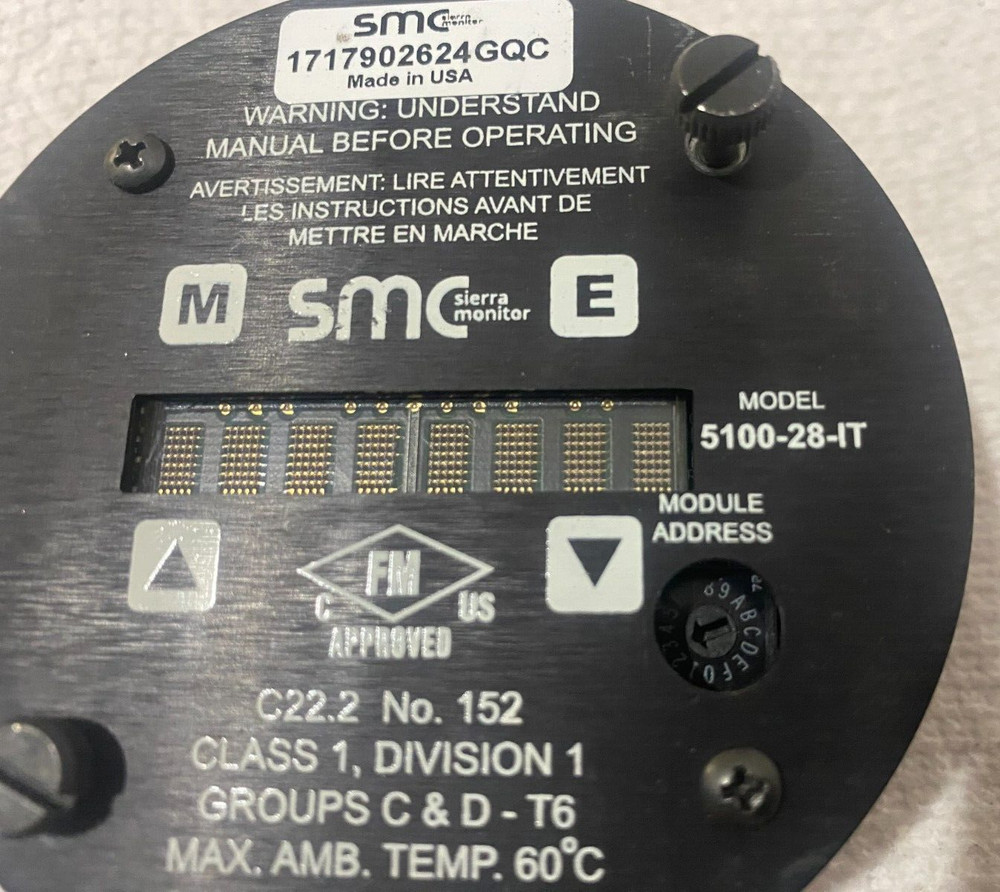 smc sierra monitor
1717902624GQC
Made in USA
WARNING: UNDERSTAND
MANUAL BEFORE OPERATING
AVERTISSEMENT: LIRE ATTENTIVEMENT
LES INSTRUCTIONS AVANT DE
METTRE EN MARCHE
M
smc sierra monitor
E
MODEL
5100-28-IT
MODULE
ADDRESS
FM
C US
APPROVED
9ABCDEF0123
C22.2 No. 152
CLASS 1, DIVISION 1
GROUPS C & D - T6
MAX. AMB. TEMP. 60°C